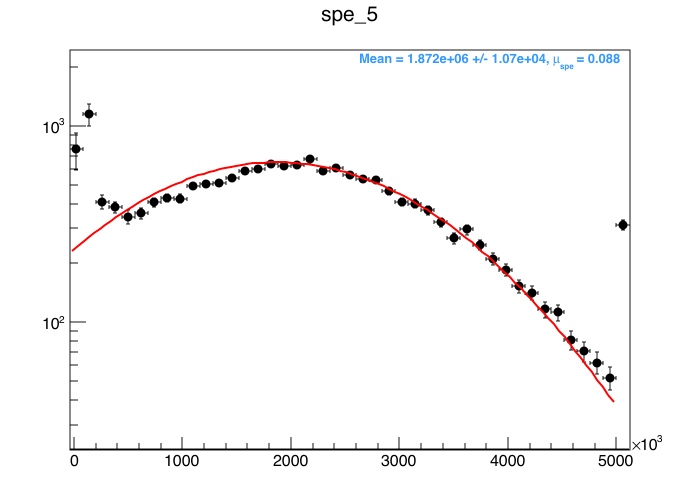 spe_5
Mean = 1.872e+06 +/- 1.07e+04, μspe = 0.088
10³
10²
0 1000 2000 3000 4000 5000 ×10³